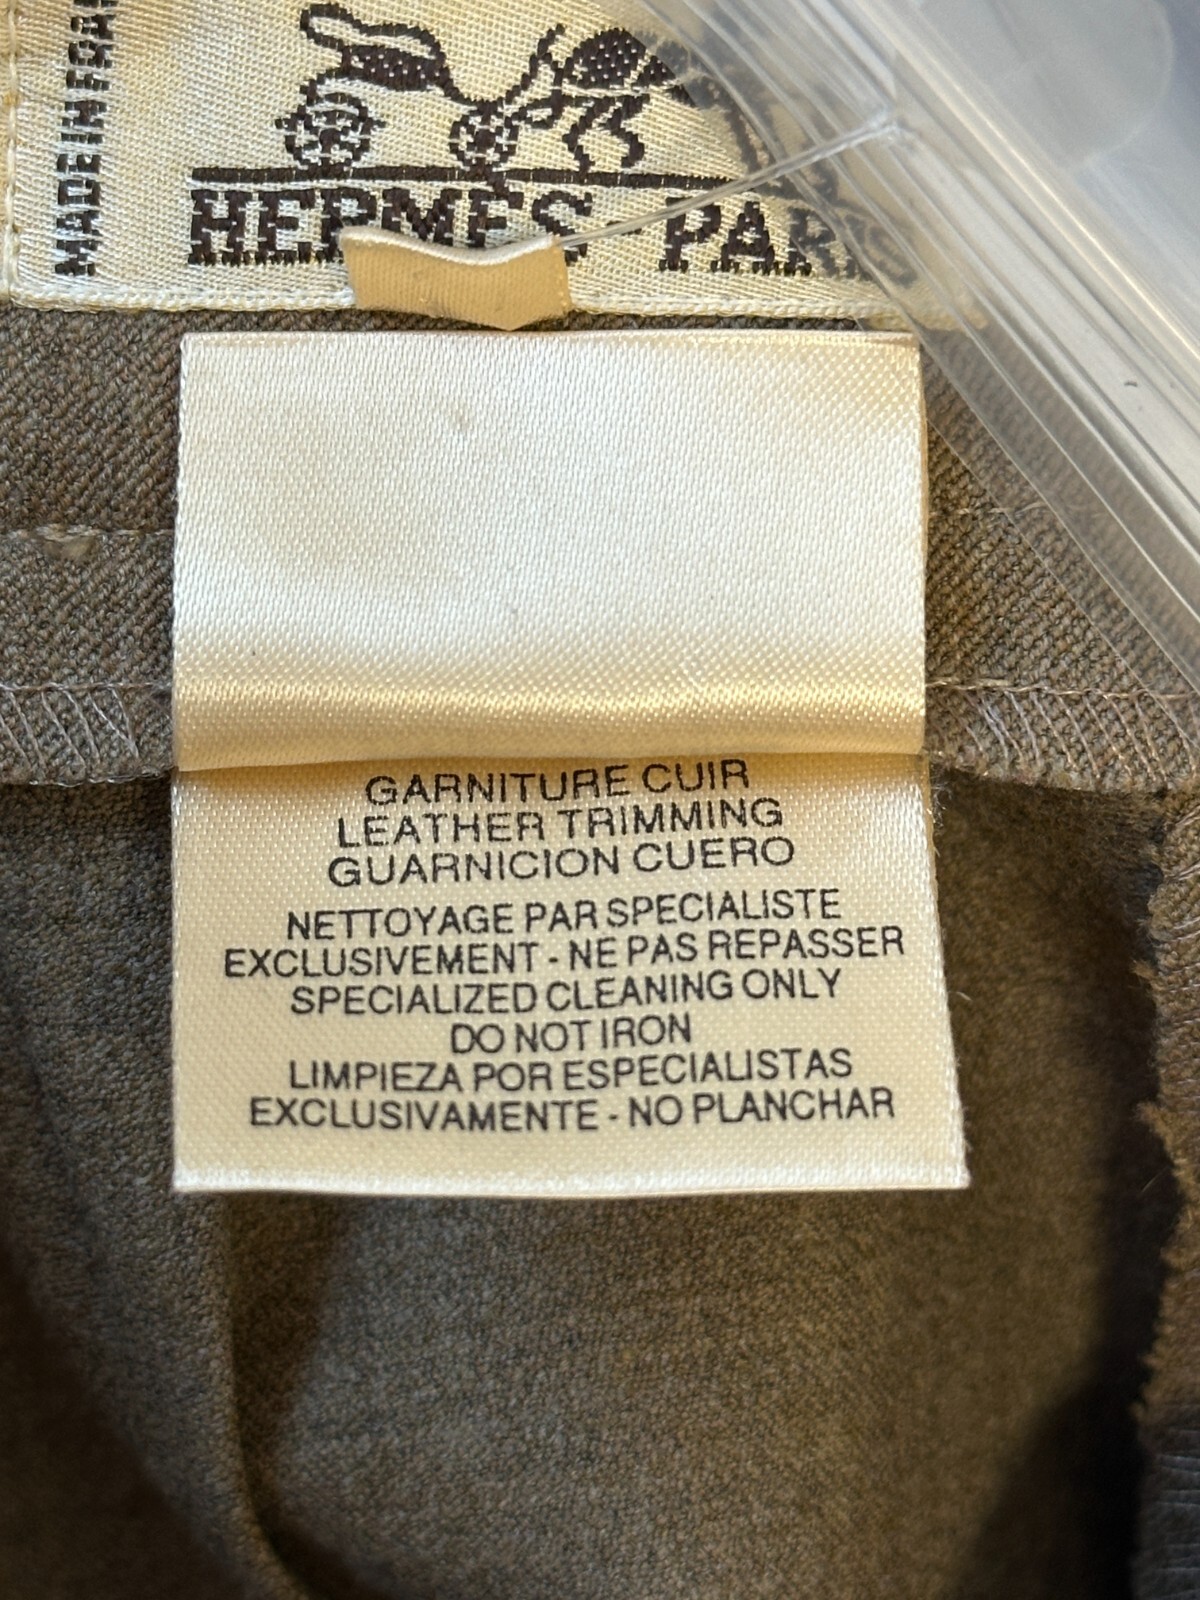 MADE IN FRA
HERMÈS-PARIS
GARNITURE CUIR
LEATHER TRIMMING
GUARNICION CUERO
NETTOYAGE PAR SPECIALISTE
EXCLUSIVEMENT - NE PAS REPASSER
SPECIALIZED CLEANING ONLY
DO NOT IRON
LIMPIEZA POR ESPECIALISTAS
EXCLUSIVAMENTE - NO PLANCHAR